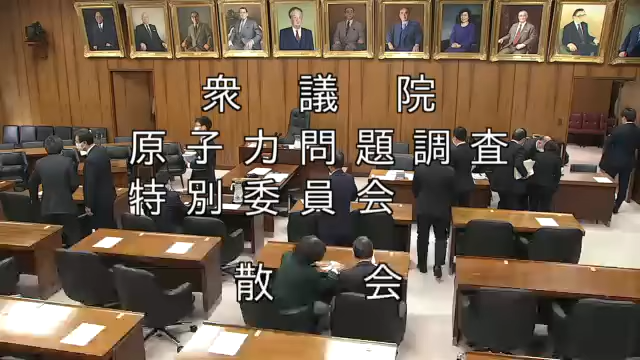 衆議院
原子力問題調査
特別委員会
散会